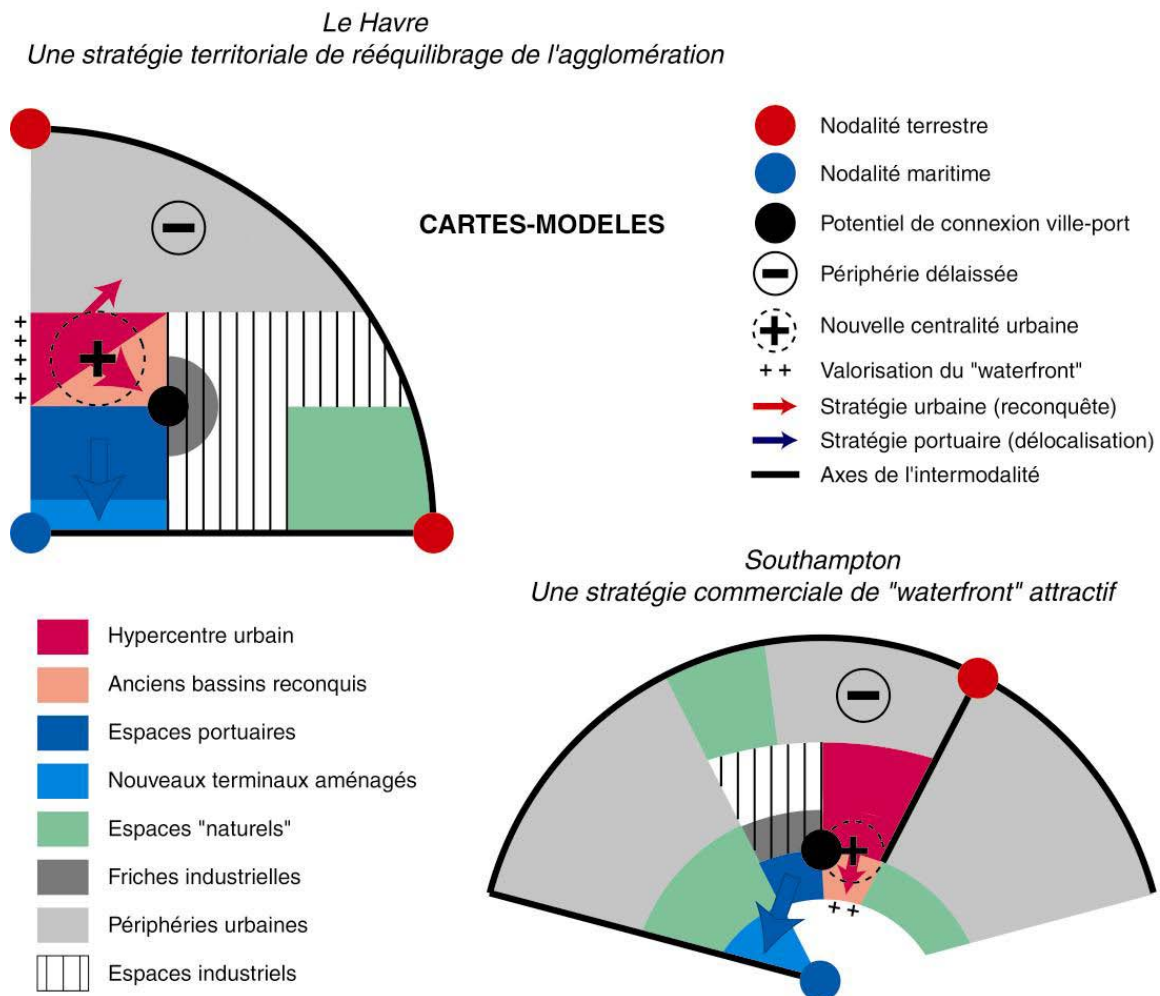 Le Havre
Une stratégie territoriale de rééquilibrage de l'agglomération
CARTES-MODELES
Nodalité terrestre
Nodalité maritime
Potentiel de connexion ville-port
Périphérie délaissée
Nouvelle centralité urbaine
Valorisation du "waterfront"
Stratégie urbaine (reconquête)
Stratégie portuaire (délocalisation)
Axes de l'intermodalité
Southampton
Une stratégie commerciale de "waterfront" attractif
Hypercentre urbain
Anciens bassins reconquis
Espaces portuaires
Nouveaux terminaux aménagés
Espaces "naturels"
Friches industrielles
Périphéries urbaines
Espaces industriels